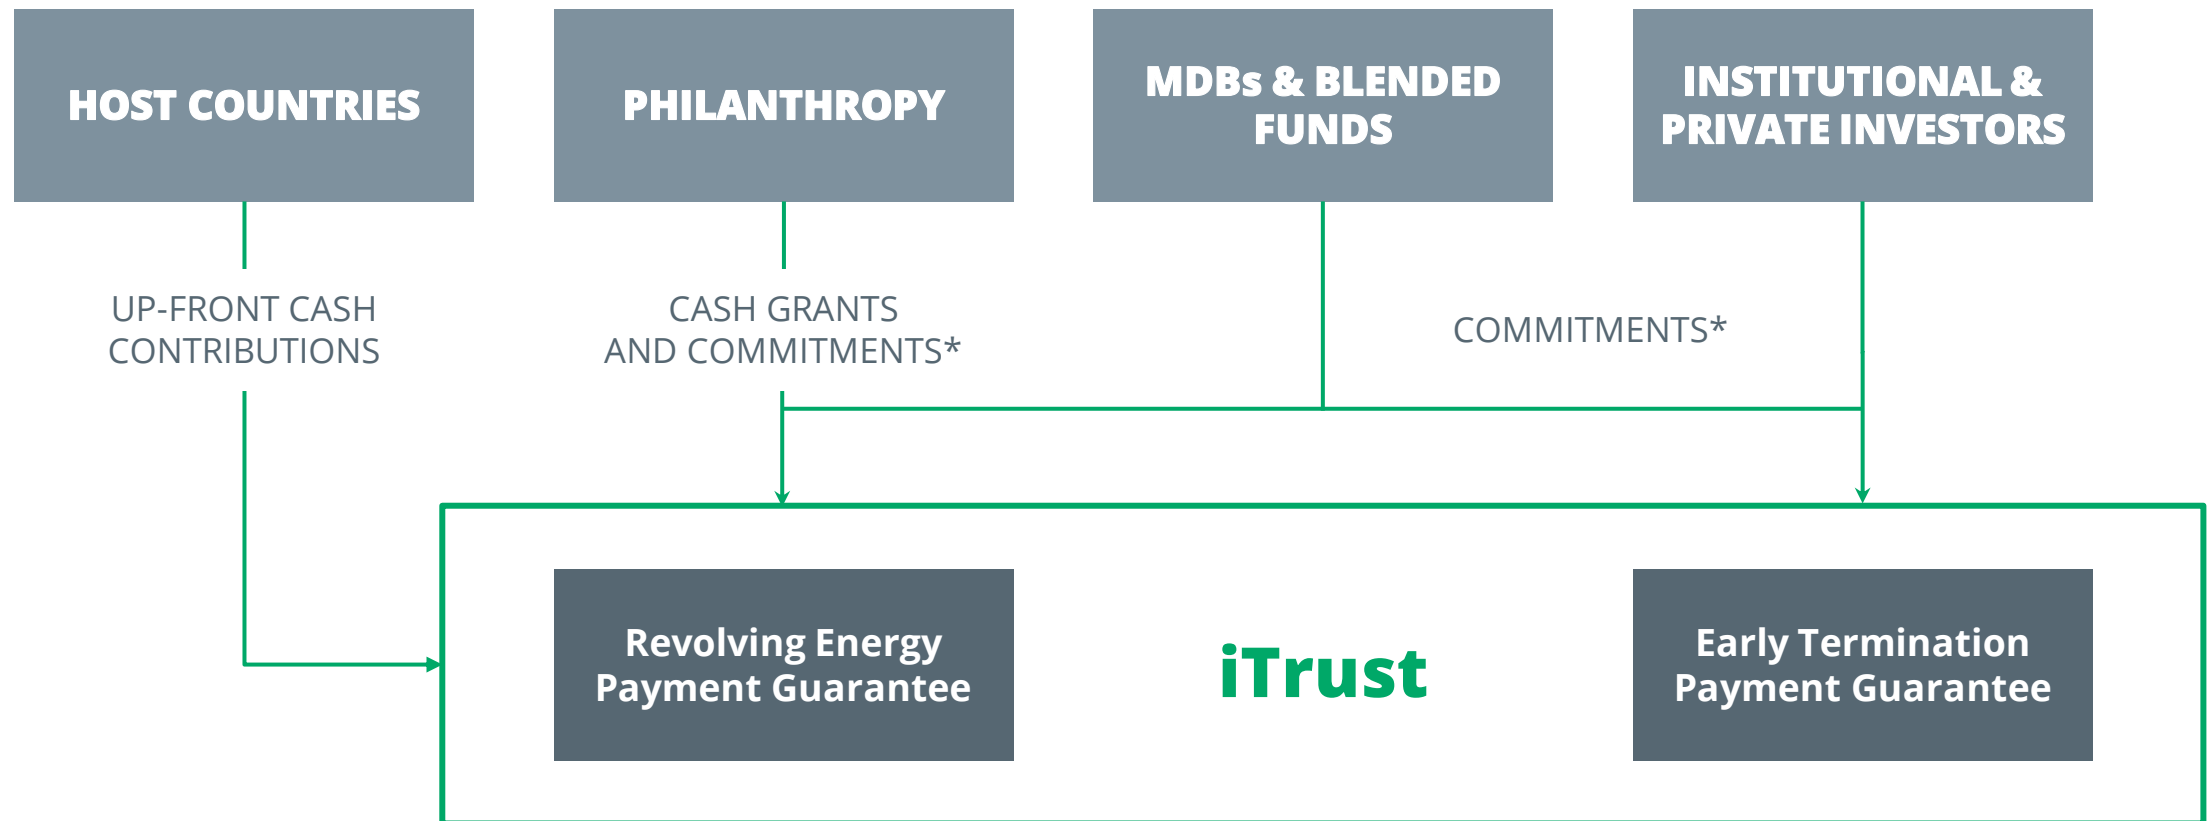 HOST COUNTRIES
PHILANTHROPY
MDBs & BLENDED
FUNDS
INSTITUTIONAL &
PRIVATE INVESTORS
UP-FRONT CASH
CONTRIBUTIONS
CASH GRANTS
AND COMMITMENTS*
COMMITMENTS*
Revolving Energy
Payment Guarantee
iTrust
Early Termination
Payment Guarantee